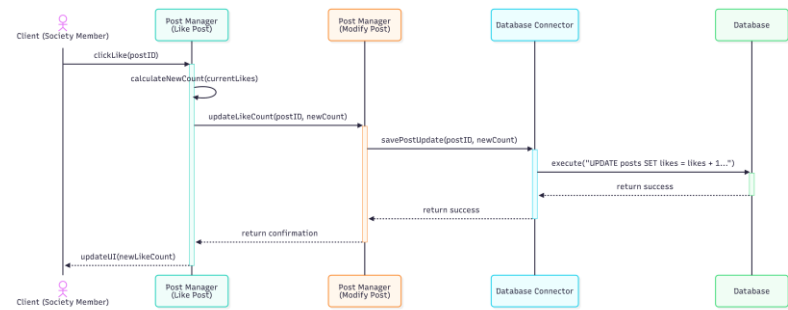 Client (Society Member)
Post Manager
(Like Post)
Post Manager
(Modify Post)
Database Connector
Database
clickLike(postID)
calculateNewCount(currentLikes)
updateLikeCount(postID, newCount)
savePostUpdate(postID, newCount)
execute("UPDATE posts SET likes = likes + 1...")
return success
return success
return confirmation
updateUI(newLikeCount)
Client (Society Member)
Post Manager
(Like Post)
Post Manager
(Modify Post)
Database Connector
Database